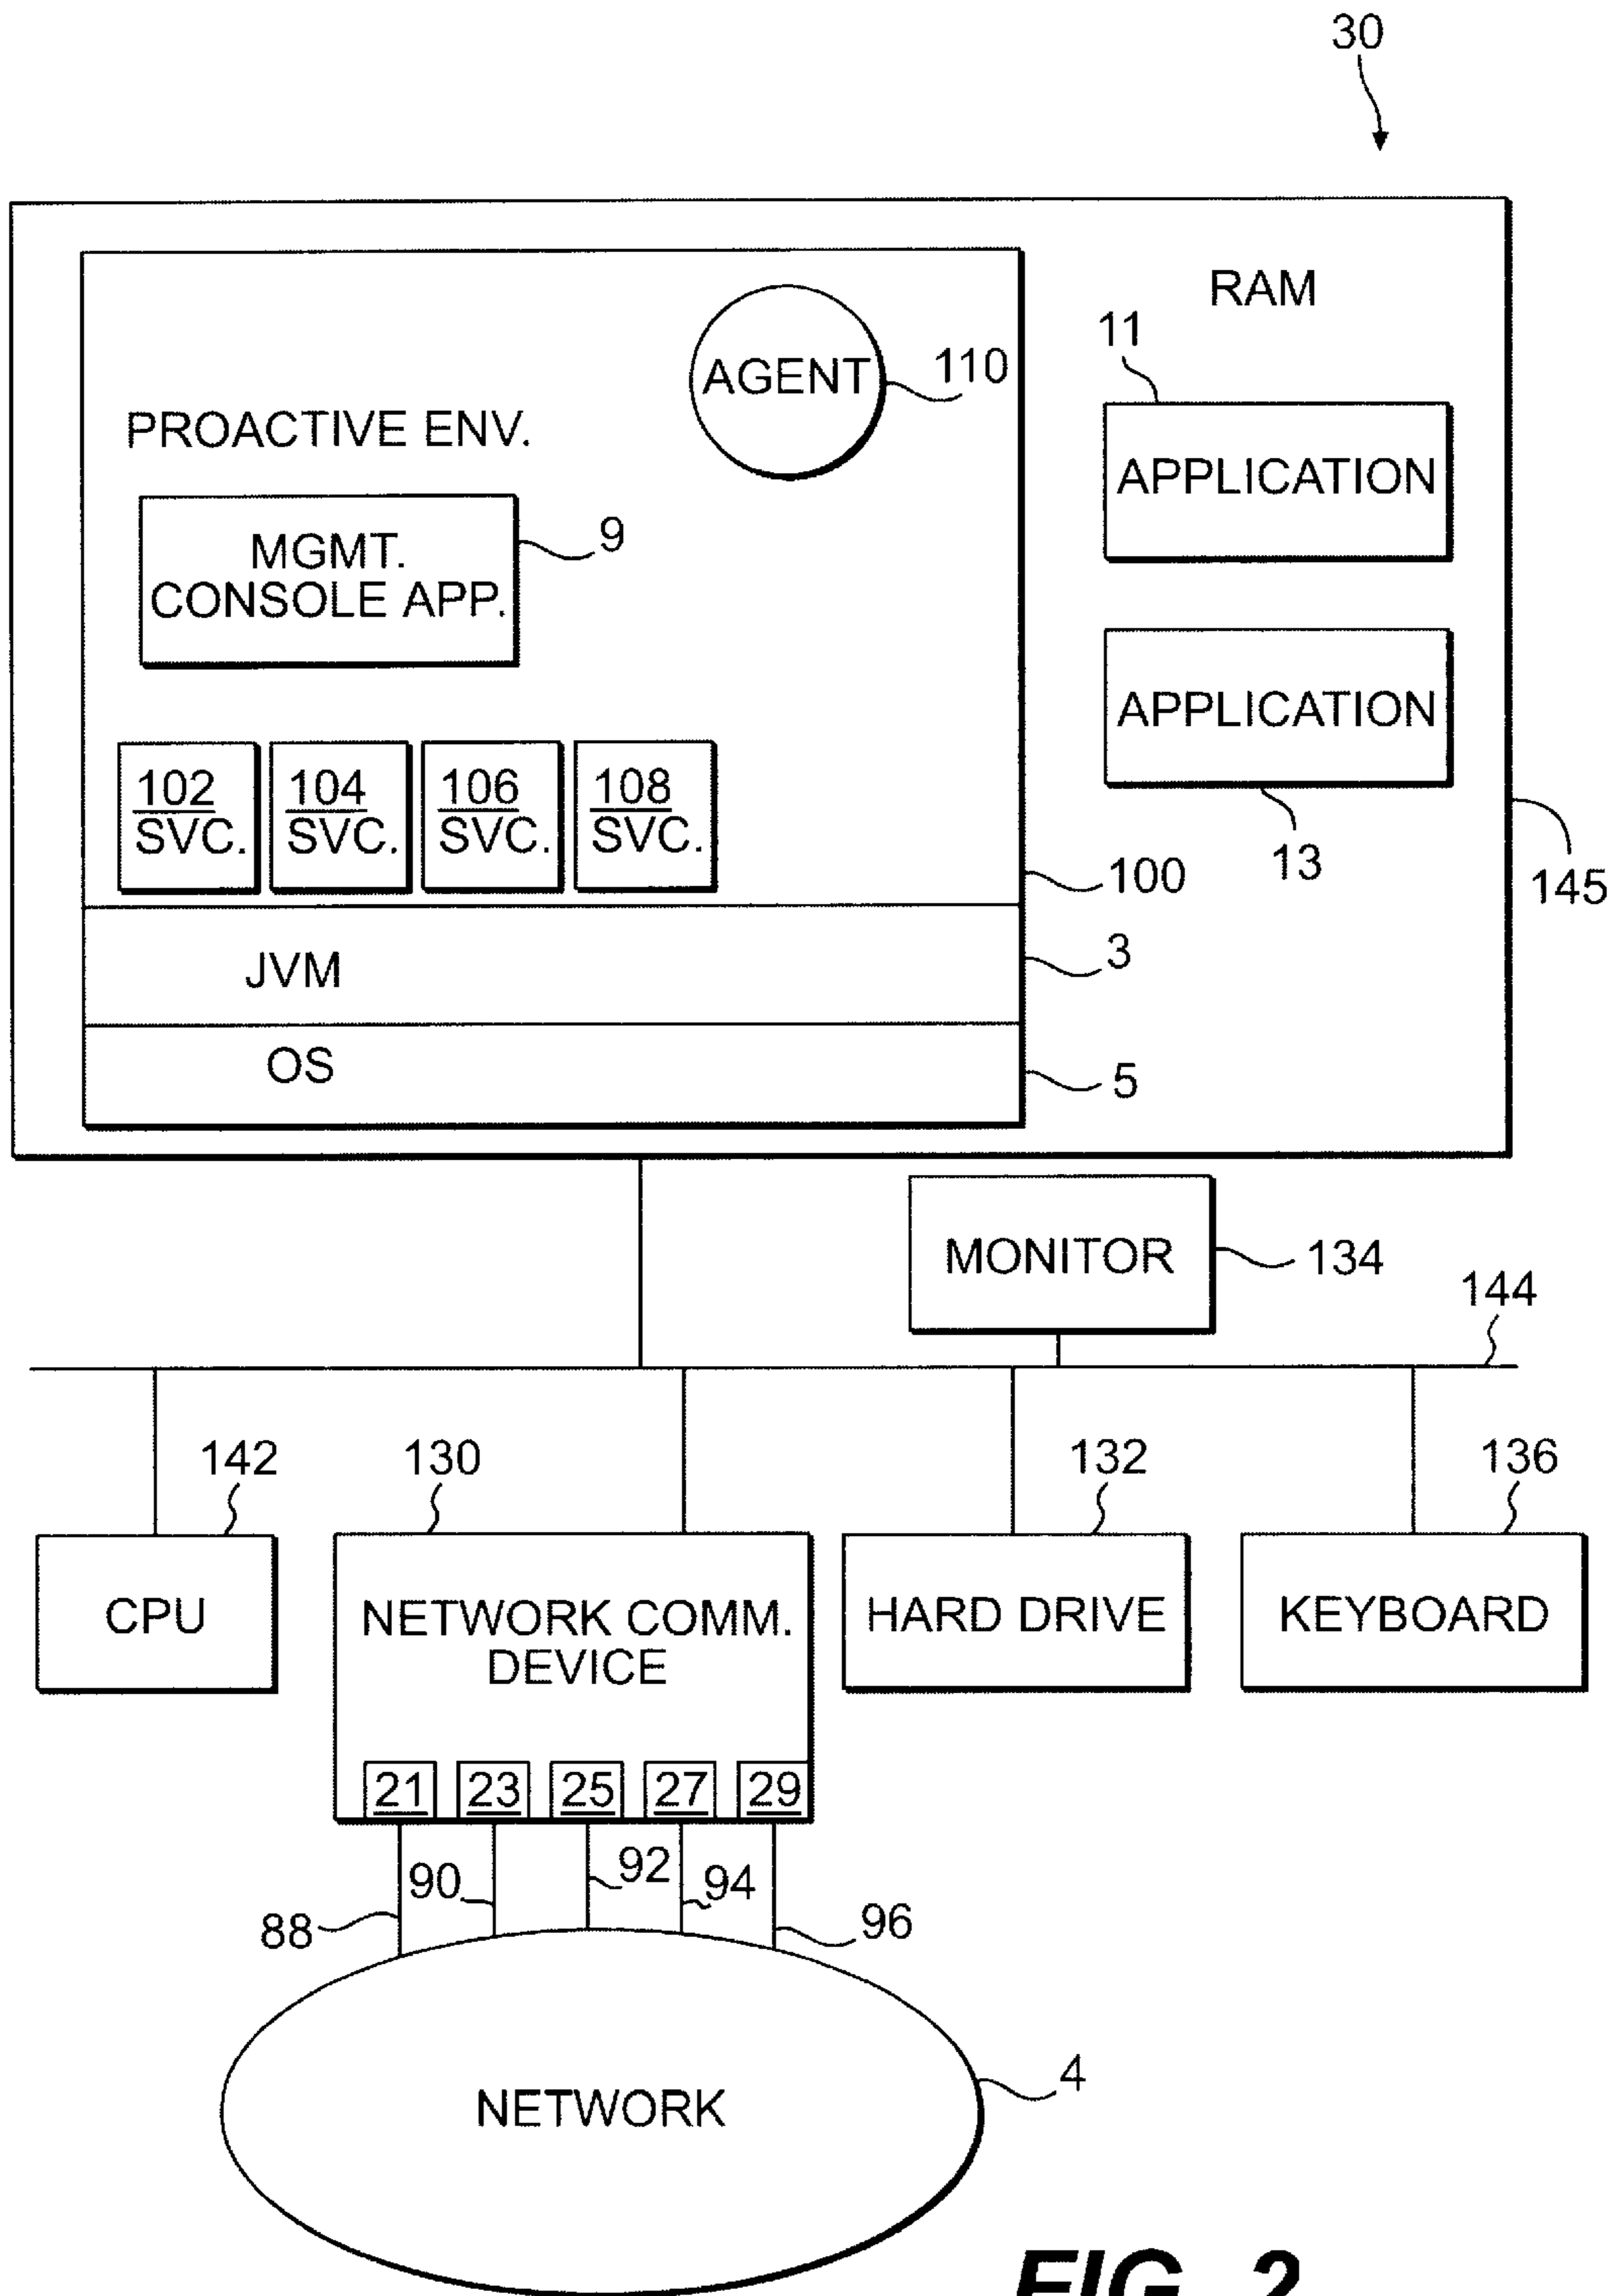 30
RAM
11
AGENT
110
PROACTIVE ENV.
APPLICATION
9
MGMT.
CONSOLE APP.
APPLICATION
102
SVC.
104
SVC.
106
SVC.
108
SVC.
13
100
145
JVM
3
OS
5
MONITOR
134
144
142
130
132
136
CPU
NETWORK COMM.
DEVICE
HARD DRIVE
KEYBOARD
21
23
25
27
29
88
90
92
94
96
NETWORK
4
FIG. 2